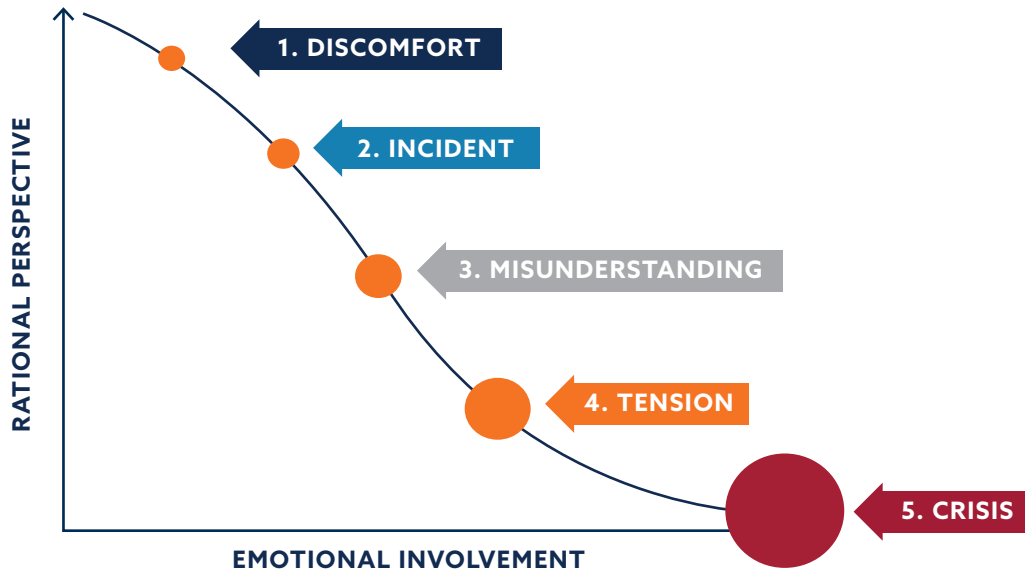 1. DISCOMFORT
2. INCIDENT
3. MISUNDERSTANDING
4. TENSION
5. CRISIS
RATIONAL PERSPECTIVE
EMOTIONAL INVOLVEMENT